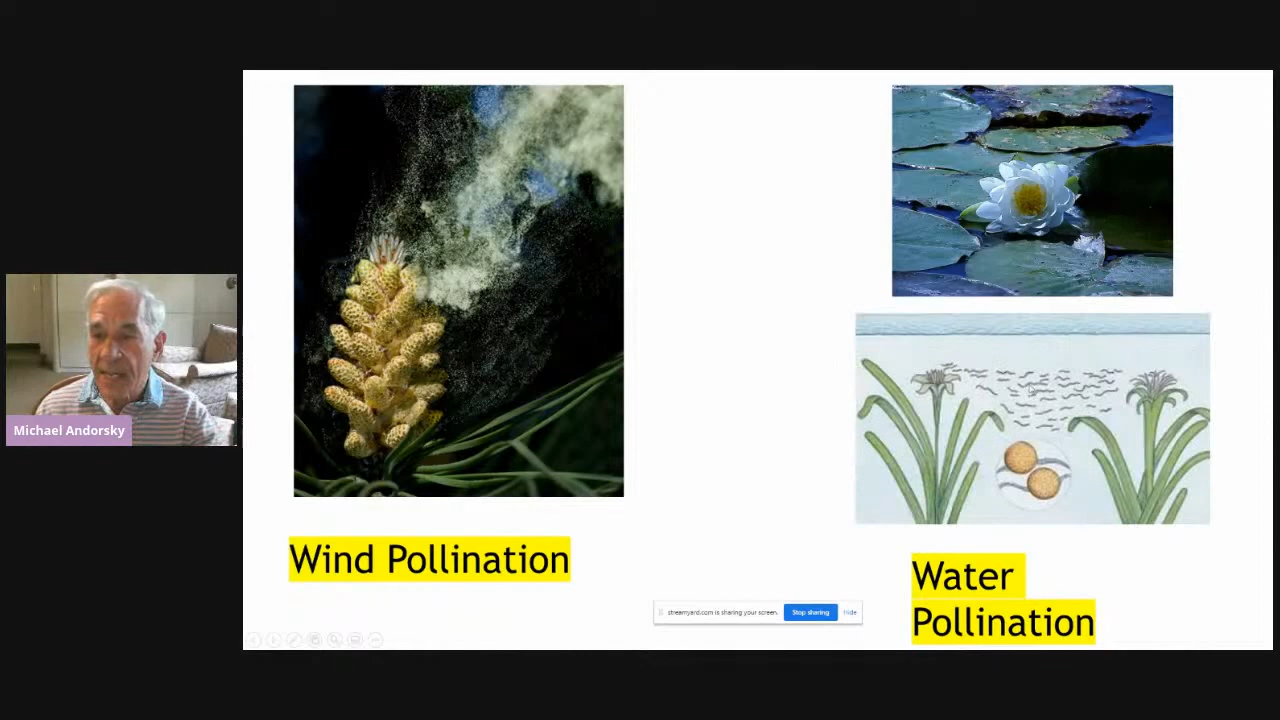 Michael Andorsky
Wind Pollination
streamyard.com is sharing your screen.
Stop sharing
Hide
Water
Pollination